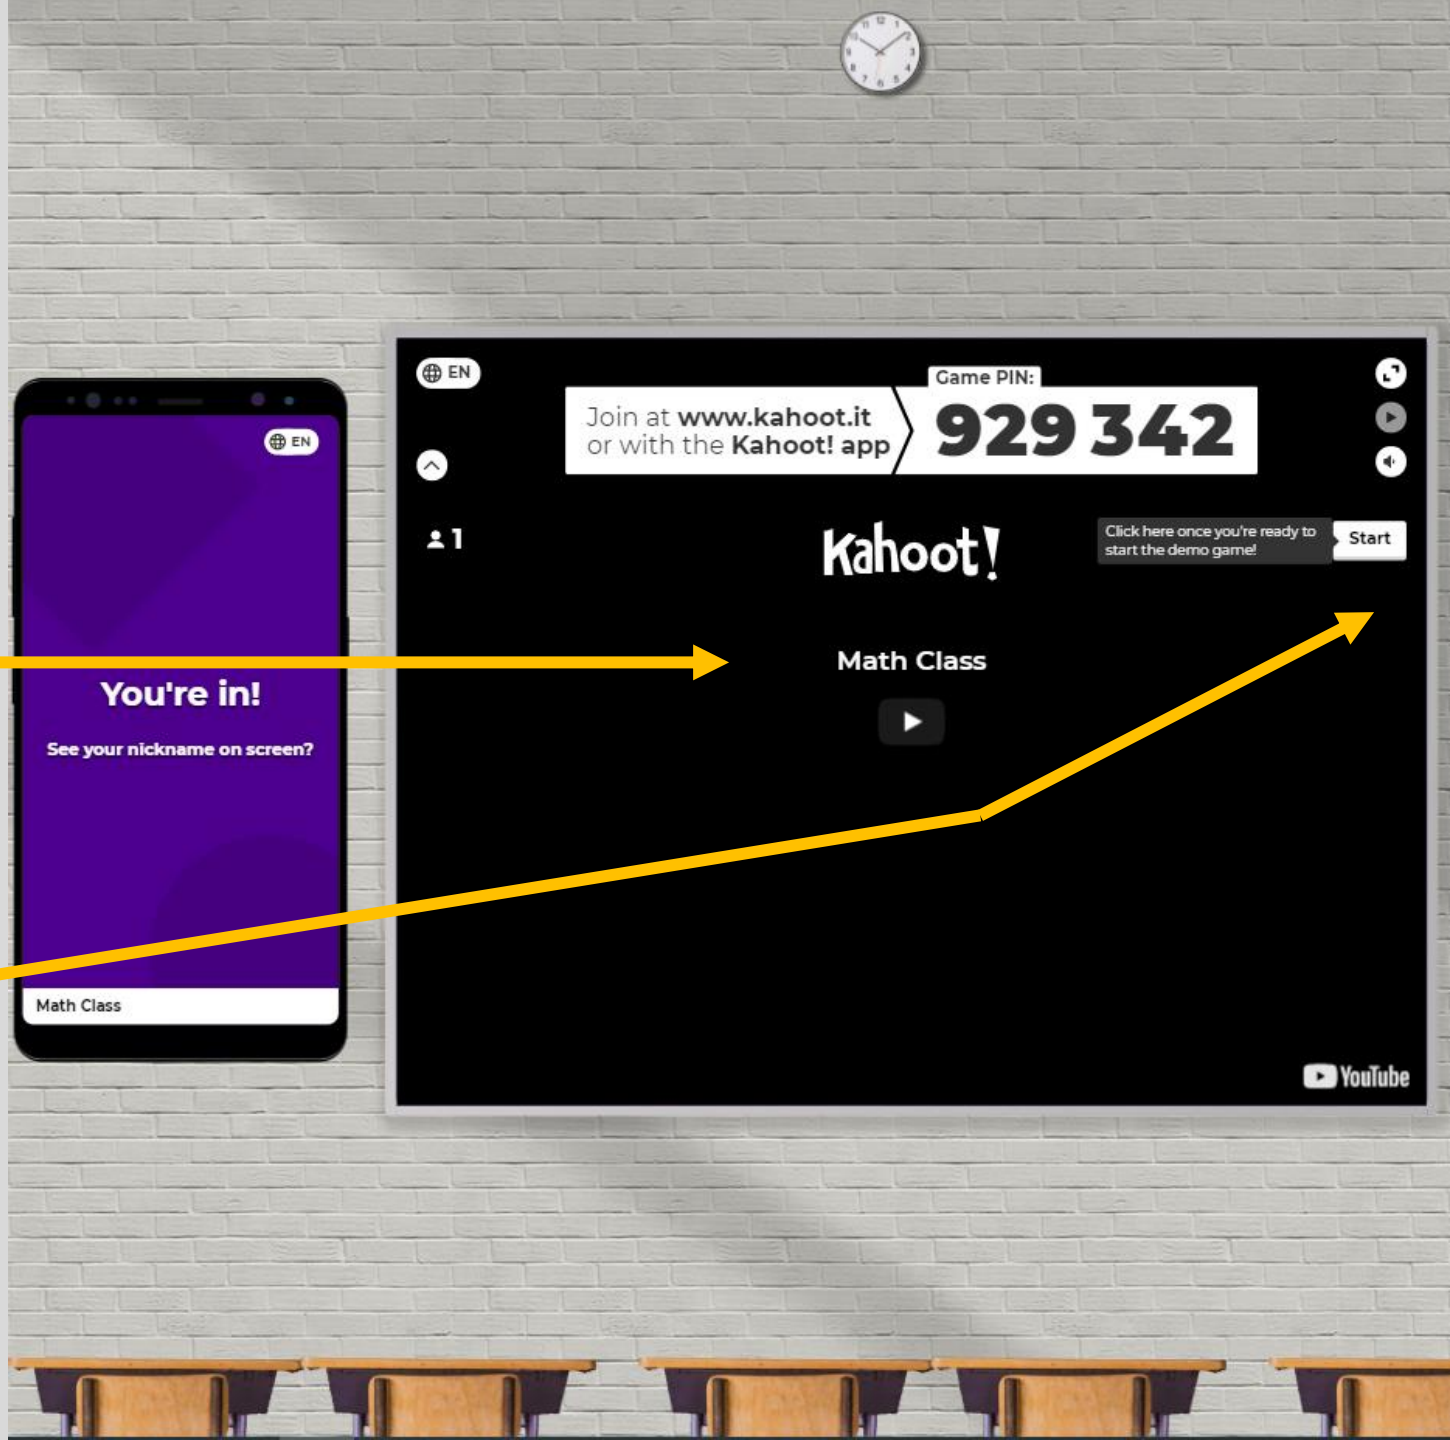 EN
You're in!
See your nickname on screen?
Math Class
EN
Game PIN:
Join at www.kahoot.it
or with the Kahoot! app
929 342
1
Kahoot!
Click here once you're ready to
start the demo game!
Start
Math Class
YouTube